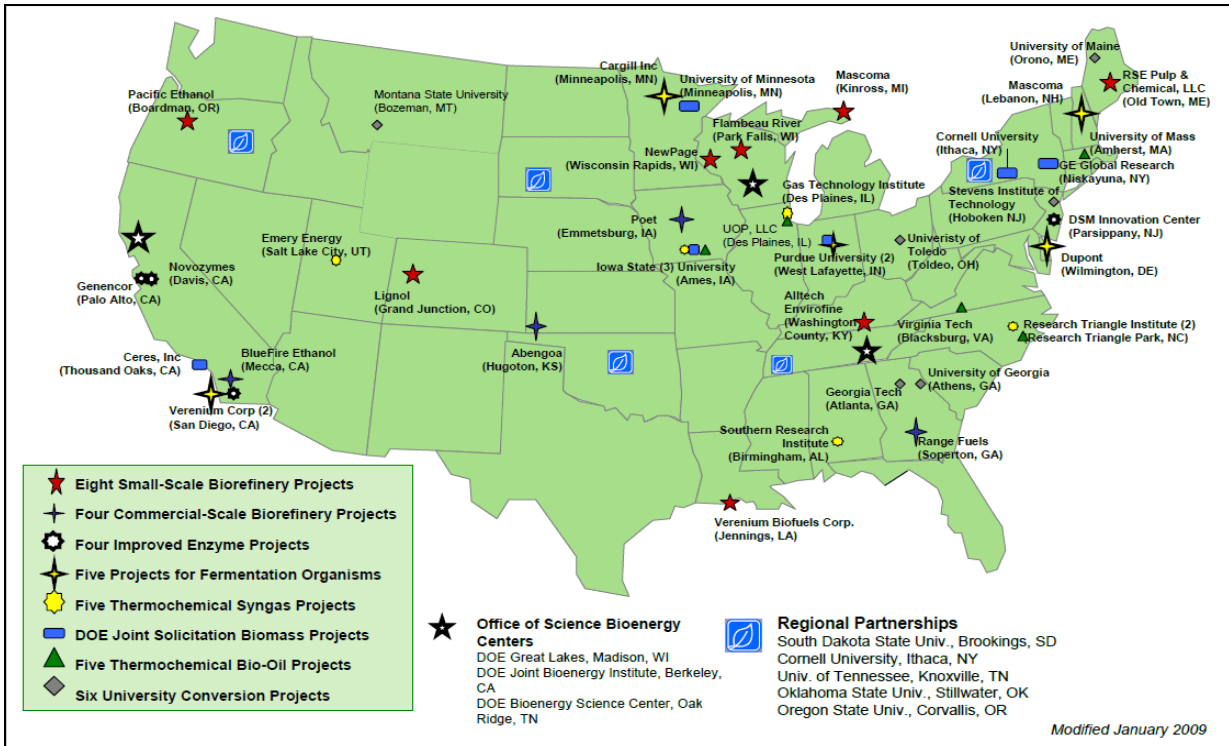 University of Maine
(Orono, ME)
RSE Pulp &
Chemical, LLC
(Old Town, ME)
Mascoma
(Lebanon, NH)
University of Mass
(Amherst, MA)
Cornell University
(Ithaca, NY)
GE Global Research
(Niskayuna, NY)
Stevens Institute of
Technology
(Hoboken NJ)
DSM Innovation Center
(Parsippany, NJ)
Dupont
(Wilmington, DE)
Cargill Inc
(Minneapolis, MN)
University of Minnesota
(Minneapolis, MN)
Mascoma
(Kinross, MI)
Flambeau River
(Park Falls, WI)
NewPage
(Wisconsin Rapids, WI)
Gas Technology Institute
(Des Plaines, IL)
UOP, LLC
(Des Plaines, IL)
Purdue University (2)
(West Lafayette, IN)
Univeristy of
Toledo
(Toldeo, OH)
Pacific Ethanol
(Boardman, OR)
Montana State University
(Bozeman, MT)
Poet
(Emmetsburg, IA)
Iowa State (3) University
(Ames, IA)
Emery Energy
(Salt Lake City, UT)
Novozymes
(Davis, CA)
Genencor
(Palo Alto, CA)
Lignol
(Grand Junction, CO)
Alltech
Envirofine
(Washington
County, KY)
Virginia Tech
(Blacksburg, VA)
Research Triangle Institute (2)
Research Triangle Park, NC)
Ceres, Inc
(Thousand Oaks, CA)
BlueFire Ethanol
(Mecca, CA)
Abengoa
(Hugoton, KS)
University of Georgia
(Athens, GA)
Georgia Tech
(Atlanta, GA)
Verenium Corp (2)
(San Diego, CA)
Southern Research
Institute
(Birmingham, AL)
Range Fuels
(Soperton, GA)
Verenium Biofuels Corp.
(Jennings, LA)
Eight Small-Scale Biorefinery Projects
Four Commercial-Scale Biorefinery Projects
Four Improved Enzyme Projects
Five Projects for Fermentation Organisms
Five Thermochemical Syngas Projects
DOE Joint Solicitation Biomass Projects
Five Thermochemical Bio-Oil Projects
Six University Conversion Projects
Office of Science Bioenergy
Centers
DOE Great Lakes, Madison, WI
DOE Joint Bioenergy Institute, Berkeley,
CA
DOE Bioenergy Science Center, Oak
Ridge, TN
Regional Partnerships
South Dakota State Univ., Brookings, SD
Cornell University, Ithaca, NY
Univ. of Tennessee, Knoxville, TN
Oklahoma State Univ., Stillwater, OK
Oregon State Univ., Corvallis, OR
Modified January 2009